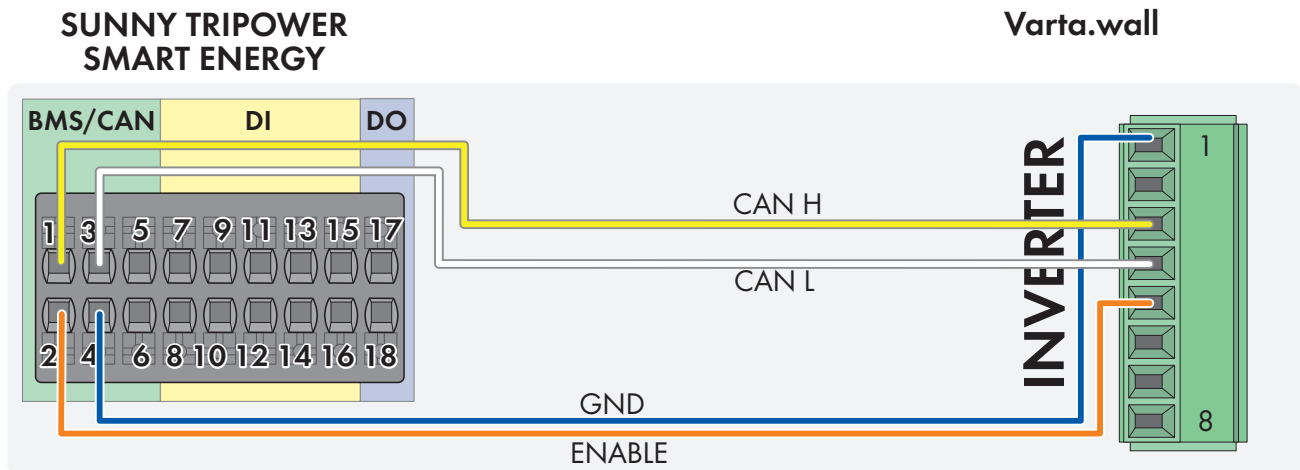 SUNNY TRIPOWER
SMART ENERGY
Varta.wall
BMS/CAN DI DO
1 3 5 7 9 11 13 15 17
2 4 6 8 10 12 14 16 18
CAN H
CAN L
GND
ENABLE
INVERTER
1
8